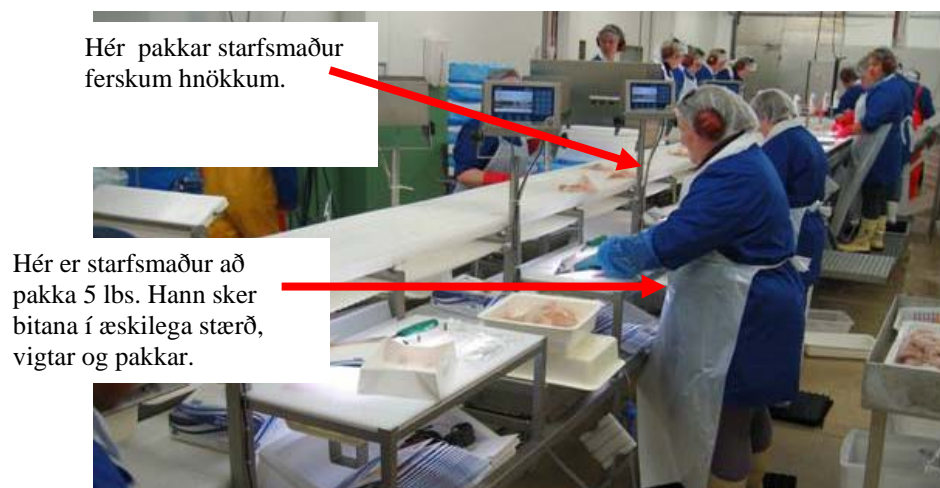 Hér pakkar starfsmaður
ferskum hnökkum.
Hér er starfsmaður að
pakka 5 lbs. Hann sker
bitana í æskilega stærð,
vigtar og pakkar.